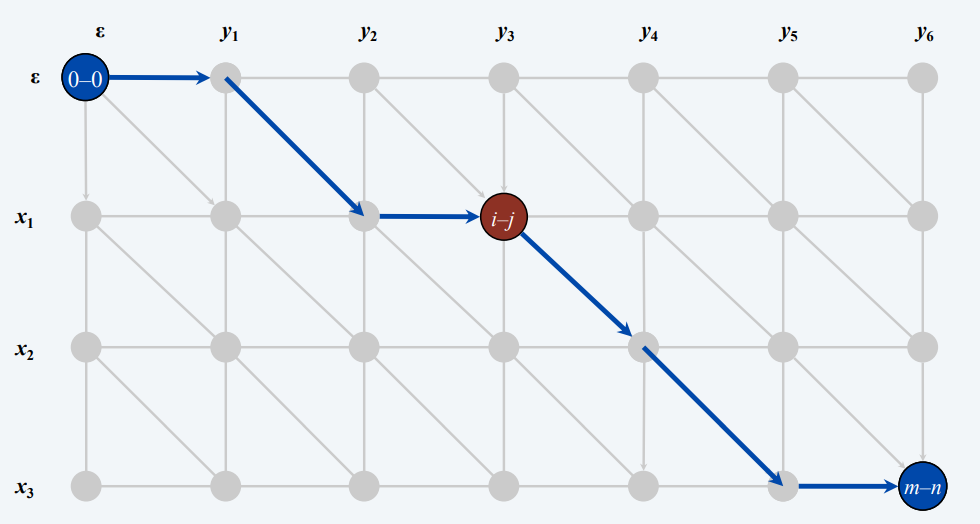 ε y₁ y₂ y₃ y₄ y₅ y₆
ε 0–0
x₁ i–j
x₂
x₃ m–n